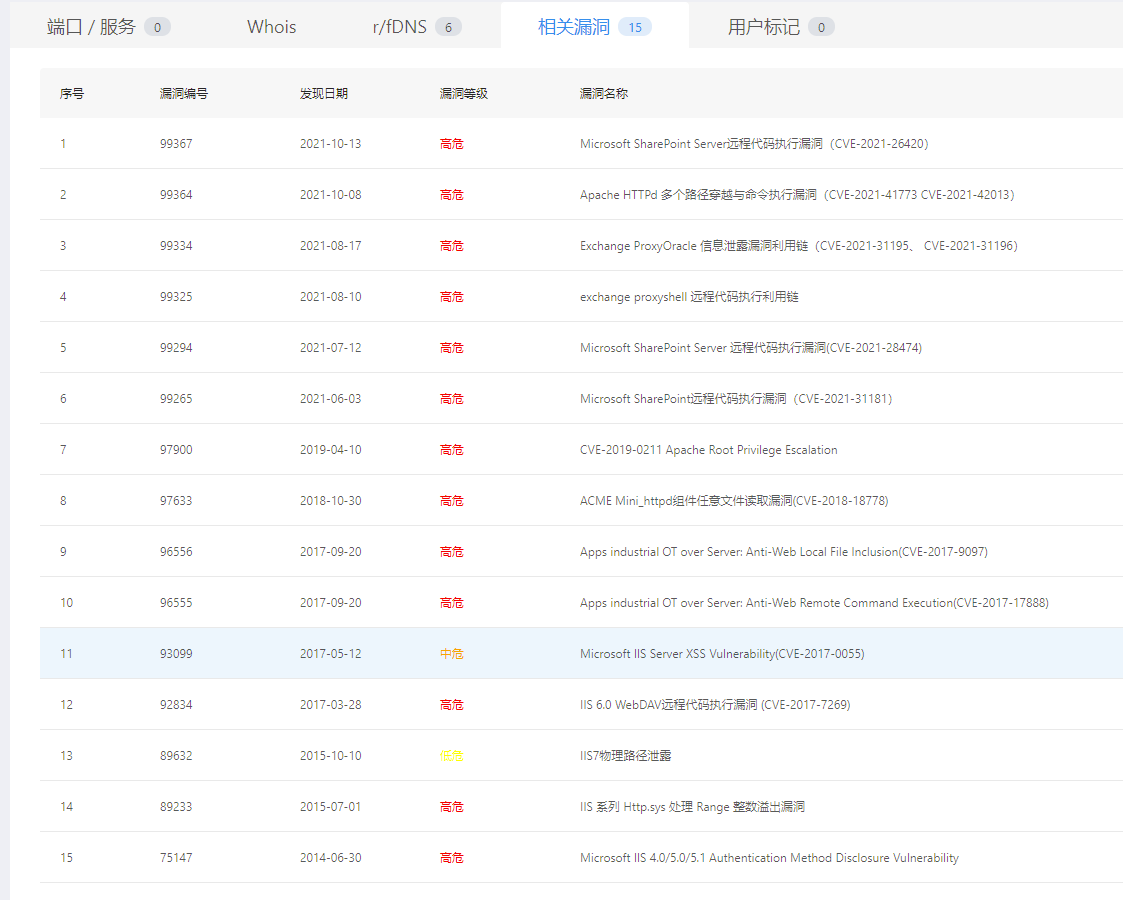 端口 / 服务 0 Whois r/fDNS 6 相关漏洞 15 用户标记 0
序号 漏洞编号 发现日期 漏洞等级 漏洞名称
1 99367 2021-10-13 高危 Microsoft SharePoint Server远程代码执行漏洞（CVE-2021-26420）
2 99364 2021-10-08 高危 Apache HTTPd 多个路径穿越与命令执行漏洞（CVE-2021-41773 CVE-2021-42013）
3 99334 2021-08-17 高危 Exchange ProxyOracle 信息泄露漏洞利用链（CVE-2021-31195、 CVE-2021-31196）
4 99325 2021-08-10 高危 exchange proxyshell 远程代码执行利用链
5 99294 2021-07-12 高危 Microsoft SharePoint Server 远程代码执行漏洞(CVE-2021-28474)
6 99265 2021-06-03 高危 Microsoft SharePoint远程代码执行漏洞（CVE-2021-31181）
7 97900 2019-04-10 高危 CVE-2019-0211 Apache Root Privilege Escalation
8 97633 2018-10-30 高危 ACME Mini_httpd组件任意文件读取漏洞(CVE-2018-18778)
9 96556 2017-09-20 高危 Apps industrial OT over Server: Anti-Web Local File Inclusion(CVE-2017-9097)
10 96555 2017-09-20 高危 Apps industrial OT over Server: Anti-Web Remote Command Execution(CVE-2017-17888)
11 93099 2017-05-12 中危 Microsoft IIS Server XSS Vulnerability(CVE-2017-0055)
12 92834 2017-03-28 高危 IIS 6.0 WebDAV远程代码执行漏洞 (CVE-2017-7269)
13 89632 2015-10-10 低危 IIS7物理路径泄露
14 89233 2015-07-01 高危 IIS 系列 Http.sys 处理 Range 整数溢出漏洞
15 75147 2014-06-30 高危 Microsoft IIS 4.0/5.0/5.1 Authentication Method Disclosure Vulnerability